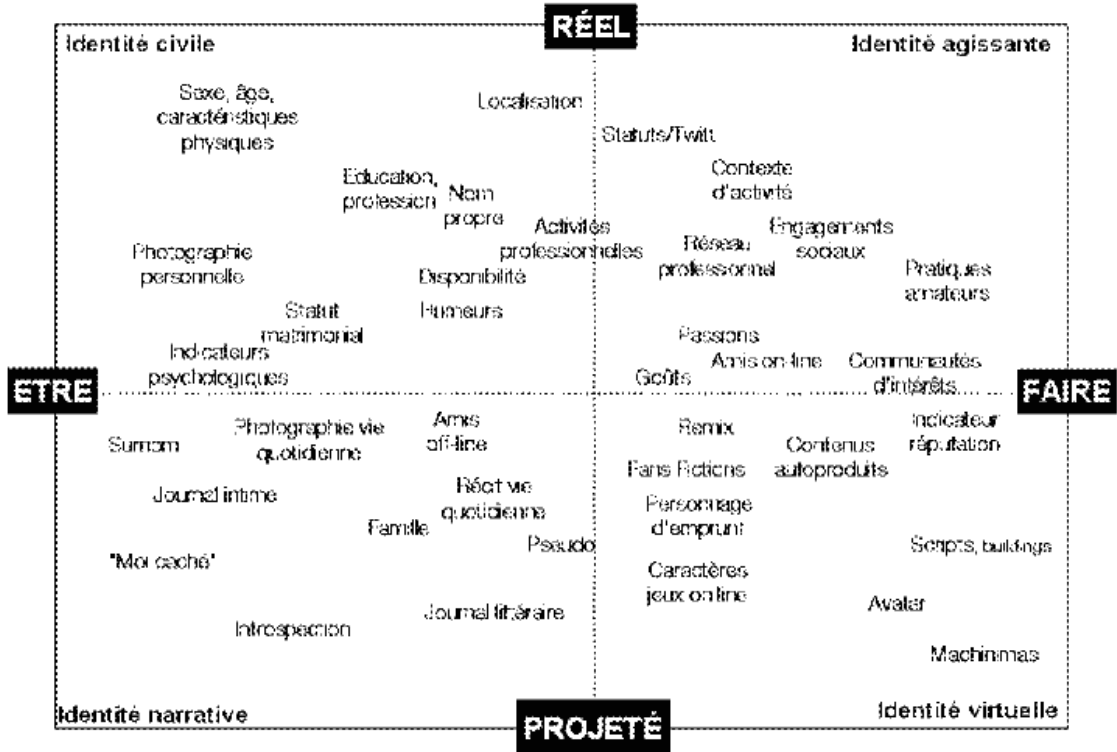 RÉEL
Identité civile
Identité agissante
Sexe, âge,
caractéristiques
physiques
Localisation
Statuts/Twitt
Contexte
d'activité
Education,
profession
Nom
propre
Activités
professionnelles
Engagements
sociaux
Réseau
professionnel
Photographie
personnelle
Disponibilité
Pratiques
amateurs
Statut
matrimonial
Humeurs
Passions
Indicateurs
psychologiques
Amis on-line
Goûts
Communautés
d'intérêts
ETRE
FAIRE
Surnom
Photographie vie
quotidienne
Amis
off-line
Remix
Indicateur
réputation
Contenus
autoproduits
Fans Fictions
Journal intime
Récit vie
quotidienne
Personnage
d'emprunt
Famille
Pseudo
Scripts, buildings
"Moi caché"
Caractères
jeux on line
Avatar
Journal littéraire
Introspection
Machinimas
Identité narrative
Identité virtuelle
PROJETÉ